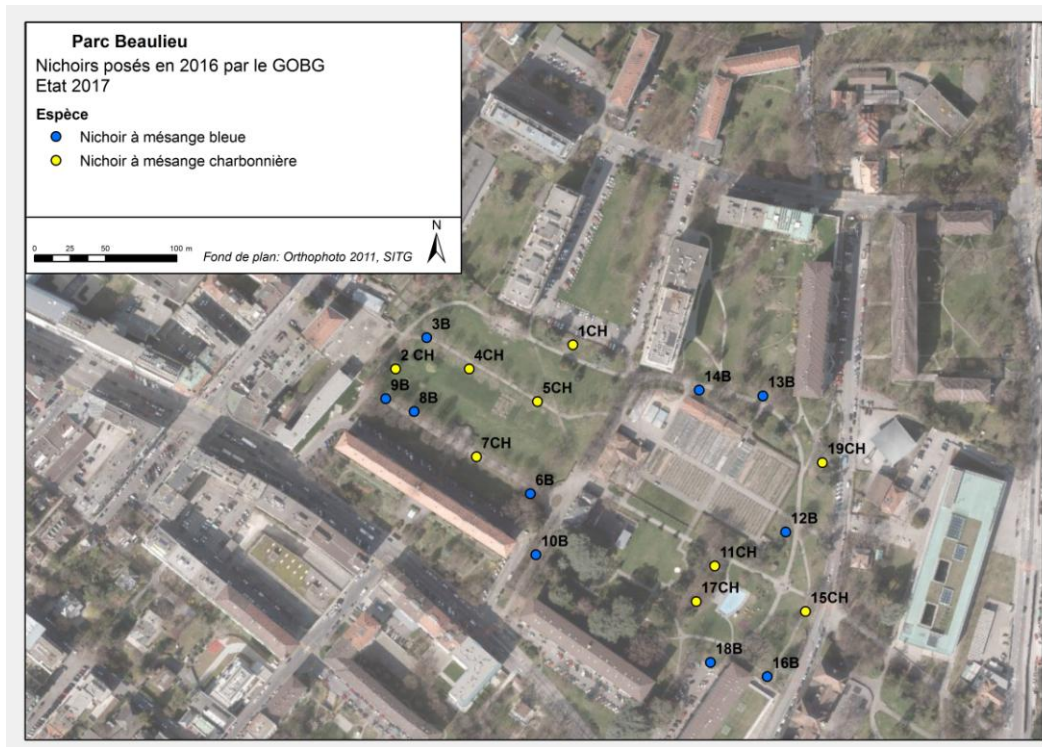 Parc Beaulieu
Nichoirs posés en 2016 par le GOBG
Etat 2017
Espèce
Nichoir à mésange bleue
Nichoir à mésange charbonnière
0 25 50 100 m
Fond de plan: Orthophoto 2011, SITG
N
3B
1CH
2 CH
4CH
9B
8B
5CH
14B
13B
7CH
19CH
6B
12B
10B
11CH
17CH
15CH
18B
16B